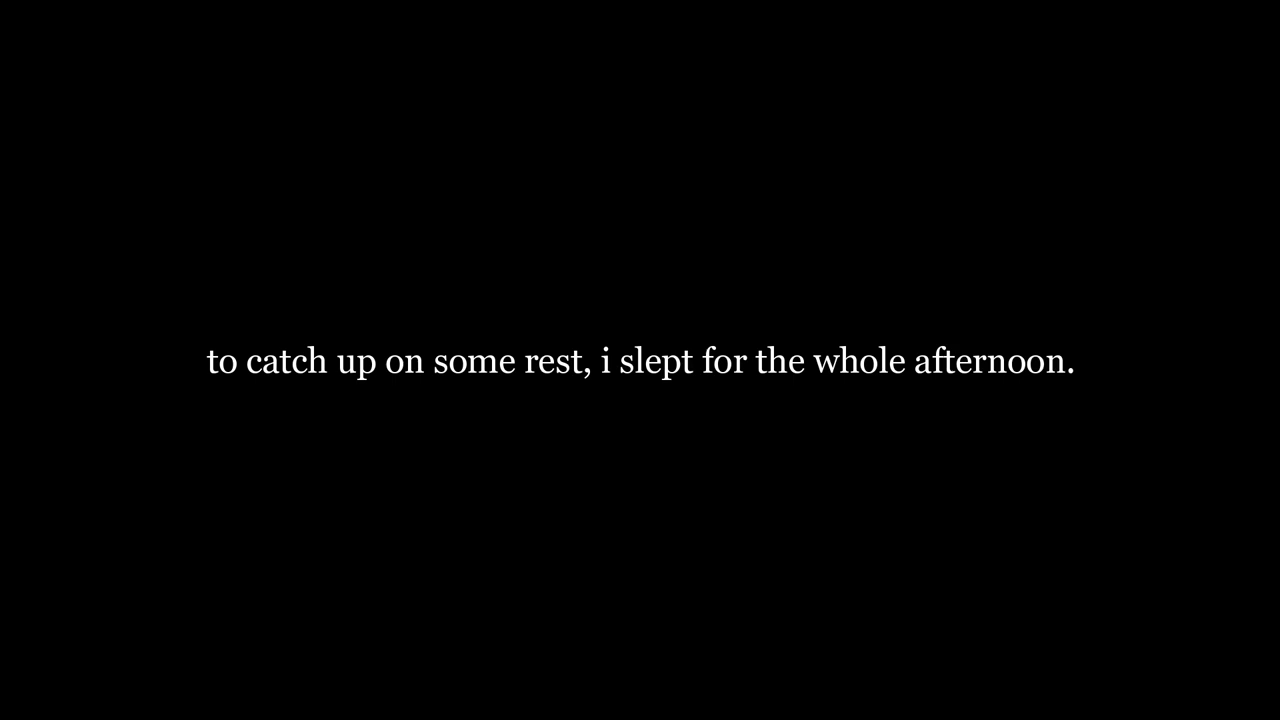 to catch up on some rest, i slept for the whole afternoon.